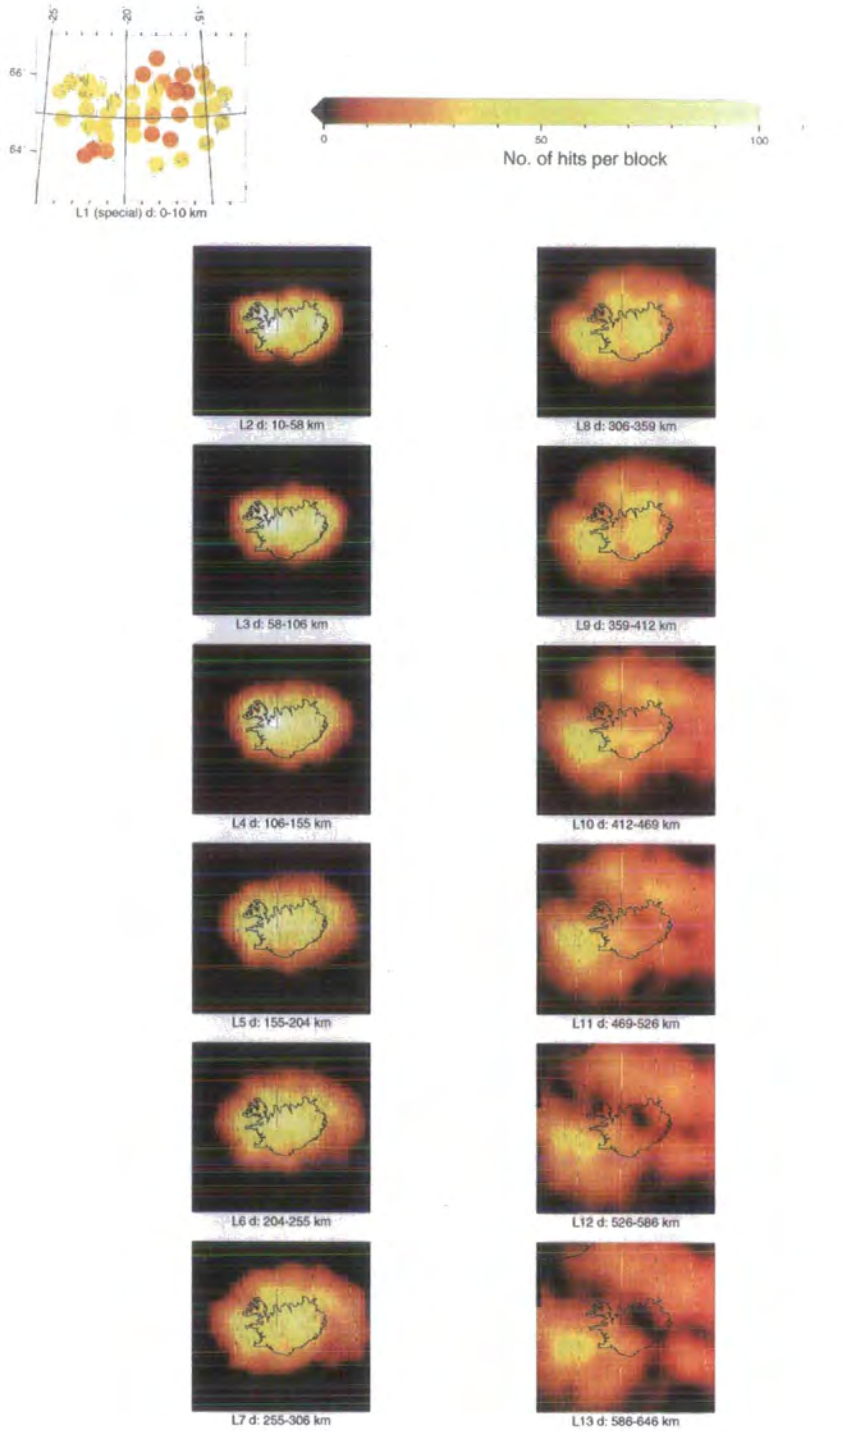 -25˚
-20˚
-15˚
66˚
64˚
L1 (special) d: 0-10 km
0
50
100
No. of hits per block
L2 d: 10-58 km
L8 d: 306-359 km
L3 d: 58-106 km
L9 d: 359-412 km
L4 d: 106-155 km
L10 d: 412-469 km
L5 d: 155-204 km
L11 d: 469-526 km
L6 d: 204-255 km
L12 d: 526-586 km
L7 d: 255-306 km
L13 d: 586-646 km